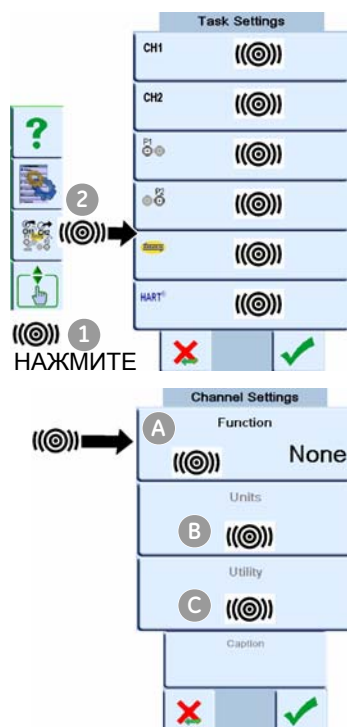 Task Settings
CH1
CH2
?
P1
2
P2
HART®
1
НАЖМИТЕ
Channel Settings
A
Function
None
Units
B
Utility
C
Caption